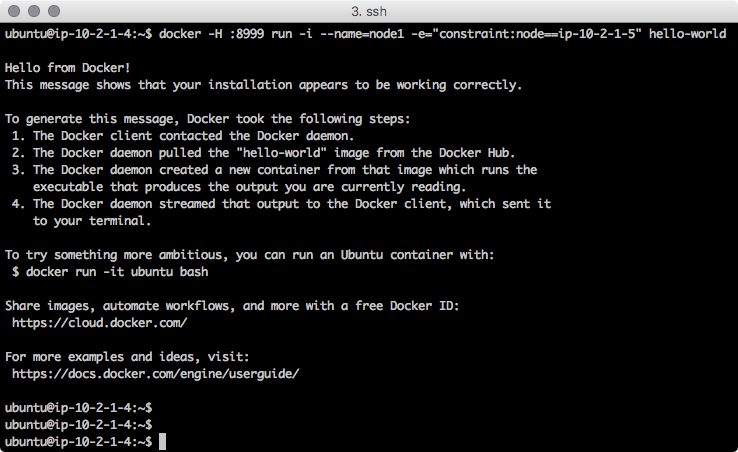 3. ssh
ubuntu@ip-10-2-1-4:~$ docker -H :8999 run -i --name=node1 -e="constraint:node==ip-10-2-1-5" hello-world
Hello from Docker!
This message shows that your installation appears to be working correctly.
To generate this message, Docker took the following steps:
1. The Docker client contacted the Docker daemon.
2. The Docker daemon pulled the "hello-world" image from the Docker Hub.
3. The Docker daemon created a new container from that image which runs the
executable that produces the output you are currently reading.
4. The Docker daemon streamed that output to the Docker client, which sent it
to your terminal.
To try something more ambitious, you can run an Ubuntu container with:
$ docker run -it ubuntu bash
Share images, automate workflows, and more with a free Docker ID:
https://cloud.docker.com/
For more examples and ideas, visit:
https://docs.docker.com/engine/userguide/
ubuntu@ip-10-2-1-4:~$
ubuntu@ip-10-2-1-4:~$
ubuntu@ip-10-2-1-4:~$